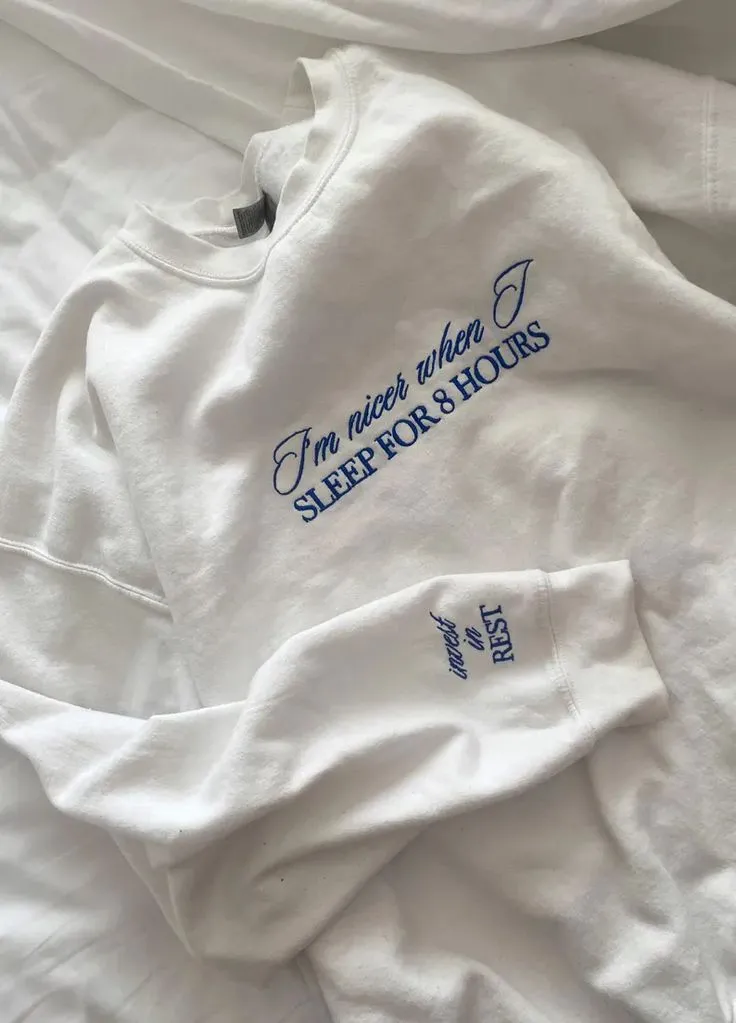 I'm nicer when I
SLEEP FOR 8 HOURS
invest
in
REST